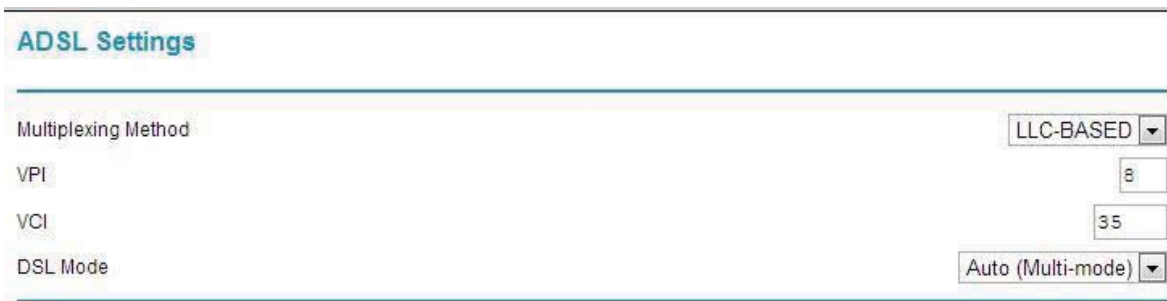 ADSL Settings
Multiplexing Method LLC-BASED
VPI 8
VCI 35
DSL Mode Auto (Multi-mode)